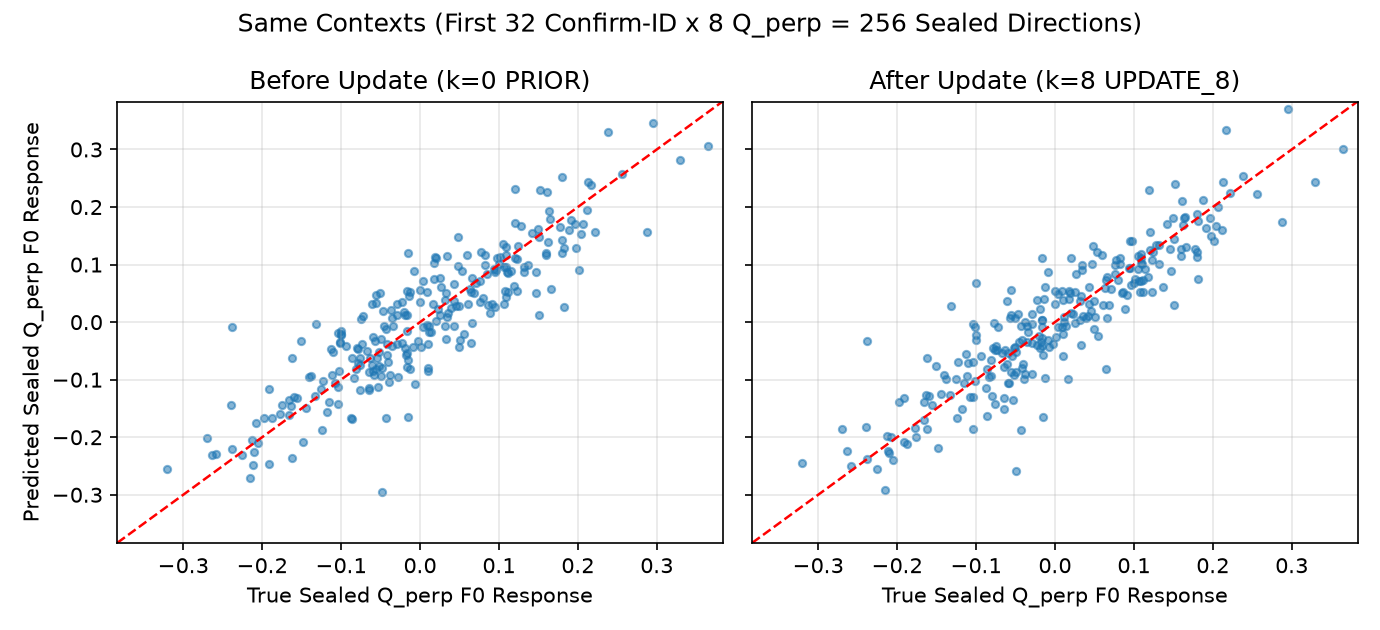 Same Contexts (First 32 Confirm-ID x 8 Q_perp = 256 Sealed Directions)
Before Update (k=0 PRIOR)
After Update (k=8 UPDATE_8)
Predicted Sealed Q_perp F0 Response
0.3
0.2
0.1
0.0
−0.1
−0.2
−0.3
−0.3 −0.2 −0.1 0.0 0.1 0.2 0.3
−0.3 −0.2 −0.1 0.0 0.1 0.2 0.3
True Sealed Q_perp F0 Response
True Sealed Q_perp F0 Response